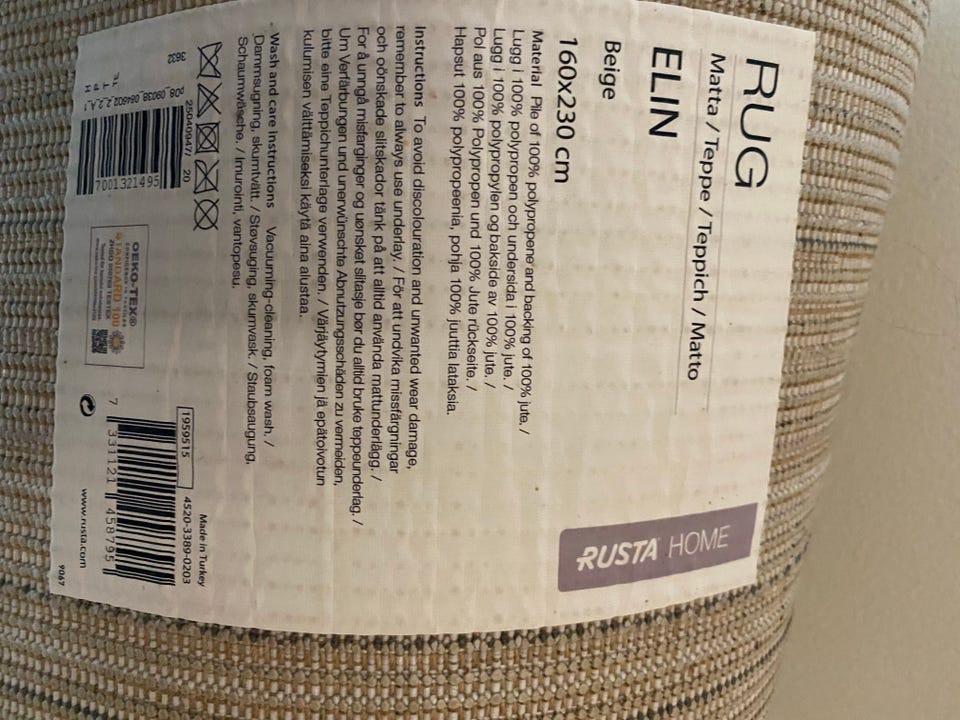 RUG
Matta / Teppe / Teppich / Matto
ELIN
Beige
160x230 cm
RUSTA HOME
Material Pile of 100% polypropene and backing of 100% jute. /
Lugg i 100% polypropen och undersida i 100% jute. /
Lugg i 100% polypropylen og bakside av 100% jute. /
Pol aus 100% Polypropen und 100% Jute rückseite. /
Hapsut 100% polypropeenia, pohja 100% juuttia lataksia.
Instructions To avoid discolouration and unwanted wear damage,
remember to always use underlay. / För att undvika missfärgningar
och oönskade slitskador tänk på att alltid använda mattunderlägg. /
For å unngå misfarginger og uønsket slitasje bør du alltid bruke teppeunderlag. /
Um Verfärbungen und unerwünschte Abnutzungsschäden zu vermeiden,
bitte eine Teppichunterlage verwenden. / Värjäytymien jä epätoivotun
kulumisen välttämiseksi käytä aina alustaa.
Wash and care Instructions Vacuuming-cleaning, foam wash. /
Dammsugning, skumtvätt. / Støvsuging, skumvask. / Staubsaugung,
Schaumwäsche. / Imurointi, vantopesu.
3632
p08_09038_084602_2_2_A_1
25040947/ 20
7001321495
OEKO-TEX®
STANDARD 100
Made in Turkey
1959515 4520-3389-0203
7 331121 458795
www.rusta.com
9067